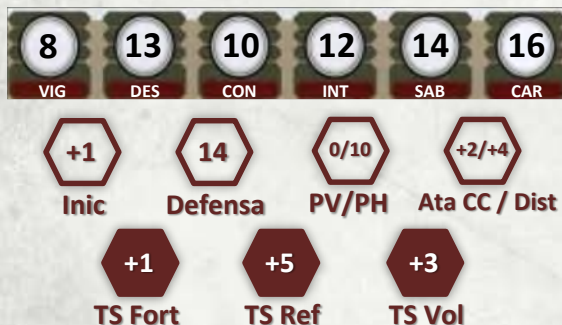 8 13 10 12 14 16
VIG DES CON INT SAB CAR
+1 14 0/10 +2/+4
Inic Defensa PV/PH Ata CC / Dist
+1 +5 +3
TS Fort TS Ref TS Vol